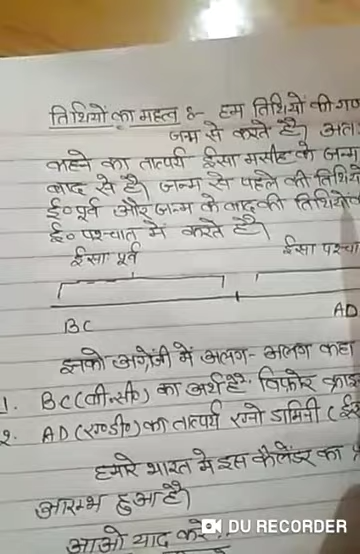 तिथियों का महत्व :- हम तिथियों की गण
जन्म से करते है। अतः
कहने का तात्पर्य ईसा मसीह के जन्म
बाद से है। जन्म से पहले की तिथियों
ई०पूर्व और जन्म के बाद की तिथियों
ई० पश्चात में करते है।
ईसा पूर्व ईसा पश्चा
BC AD
इनको अंग्रेजी में अलग-अलग कहा
1. BC (बी०सी०) का अर्थ है:- बिफोर क्राइ
2. AD (ए०डी०) का तात्पर्य एनो डोमिनी (ई
हमारे भारत में इस कैलेंडर का प्र
आरम्भ हुआ है।
आओ याद करें :-
DU RECORDER